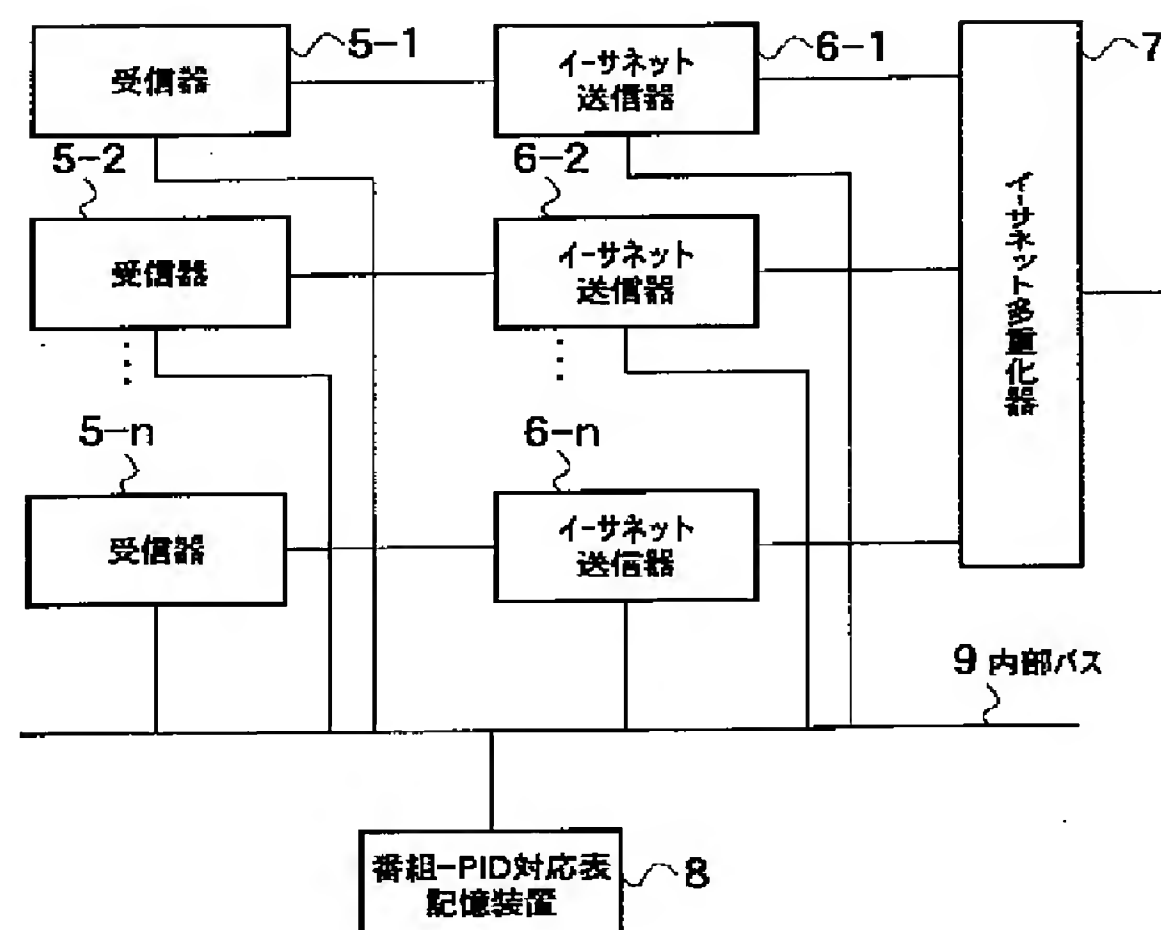 5-1
6-1
7
受信器
イーサネット
送信器
5-2
6-2
受信器
イーサネット
送信器
イーサネット多重化器
5-n
6-n
受信器
イーサネット
送信器
9 内部バス
番組-PID対応表
記憶装置
8